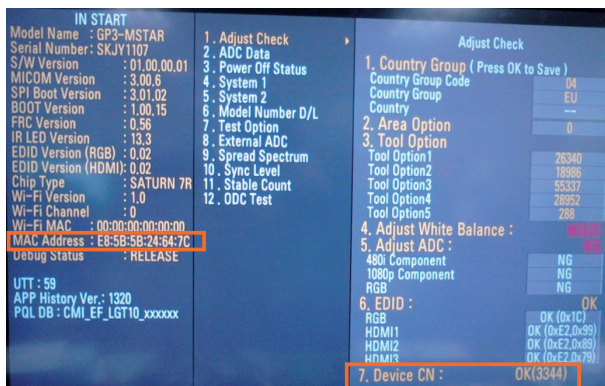 IN START
Model Name : GP3-MSTAR
Serial Number : SKJY1107
S/W Version : 01.00.00.01
MICOM Version : 3.00.6
SPI Boot Version : 3.01.02
BOOT Version : 1.00.15
FRC Version : 0.56
IR LED Version : 13.3
EDID Version (RGB) : 0.02
EDID Version (HDMI): 0.02
Chip Type : SATURN 7R
Wi-Fi Version : 1.0
Wi-Fi Channel : 0
Wi-Fi MAC : 00:00:00:00:00:00
MAC Address : E8:5B:5B:24:64:7C
Debug Status : RELEASE
UTT : 59
APP History Ver.: 1320
PQL DB : CMI_EF_LGT10_xxxxxx
1 . Adjust Check
2 . ADC Data
3 . Power Off Status
4 . System 1
5 . System 2
6 . Model Number D/L
7 . Test Option
8 . External ADC
9 . Spread Spectrum
10 . Sync Level
11 . Stable Count
12 . ODC Test
Adjust Check
1. Country Group ( Press OK to Save )
Country Group Code 04
Country Group EU
Country --
2. Area Option 0
3. Tool Option
Tool Option1 26340
Tool Option2 18986
Tool Option3 55337
Tool Option4 28952
Tool Option5 288
4. Adjust White Balance :
5. Adjust ADC : NG
480i Component NG
1080p Component NG
RGB NG
6. EDID : OK
RGB OK (0x1C)
HDMI1 OK (0xE2,0x99)
HDMI2 OK (0xE2,0x89)
HDMI3 OK (0xE2,0x79)
7. Device CN : OK(3344)